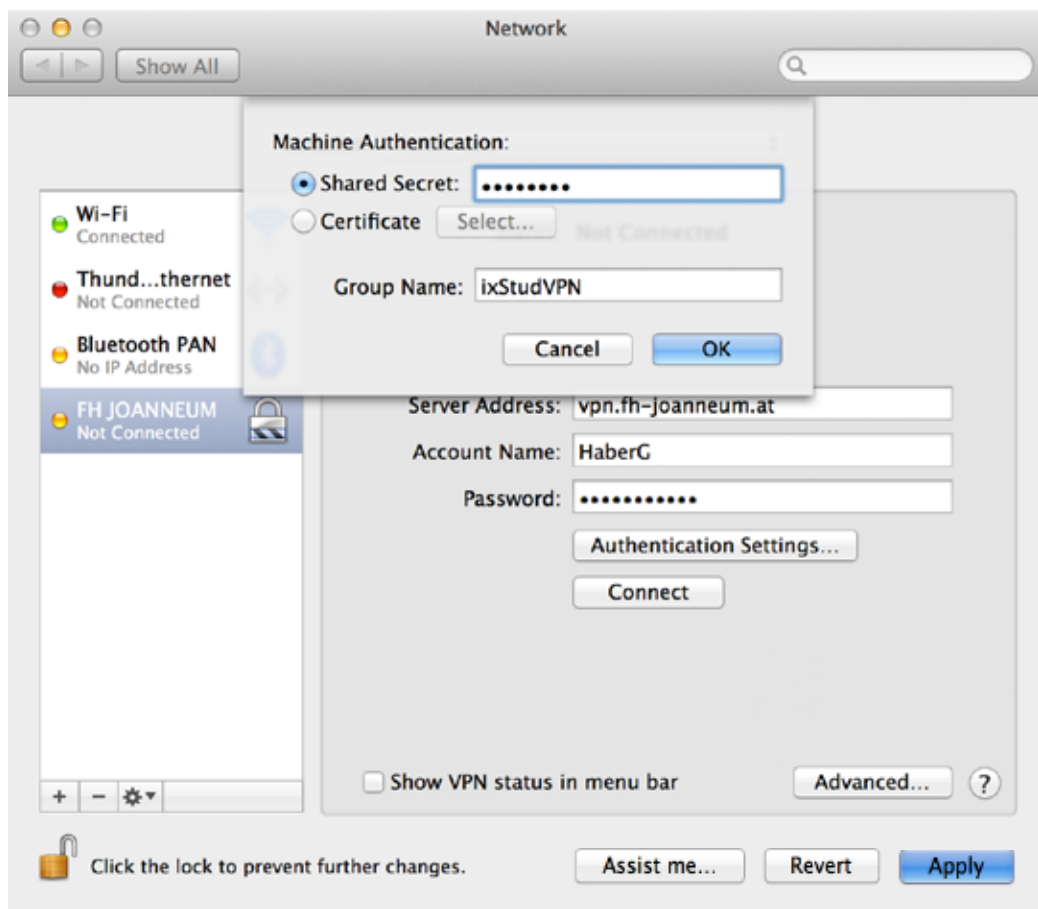 Network
Show All
Machine Authentication:
Shared Secret: ••••••••
Certificate Select...
Group Name: ixStudVPN
Cancel OK
Wi-Fi
Connected
Thund...thernet
Not Connected
Bluetooth PAN
No IP Address
FH JOANNEUM
Not Connected
Not Connected
Server Address: vpn.fh-joanneum.at
Account Name: HaberG
Password: •••••••••••
Authentication Settings...
Connect
Show VPN status in menu bar
Advanced... ?
+ −
Click the lock to prevent further changes.
Assist me... Revert Apply